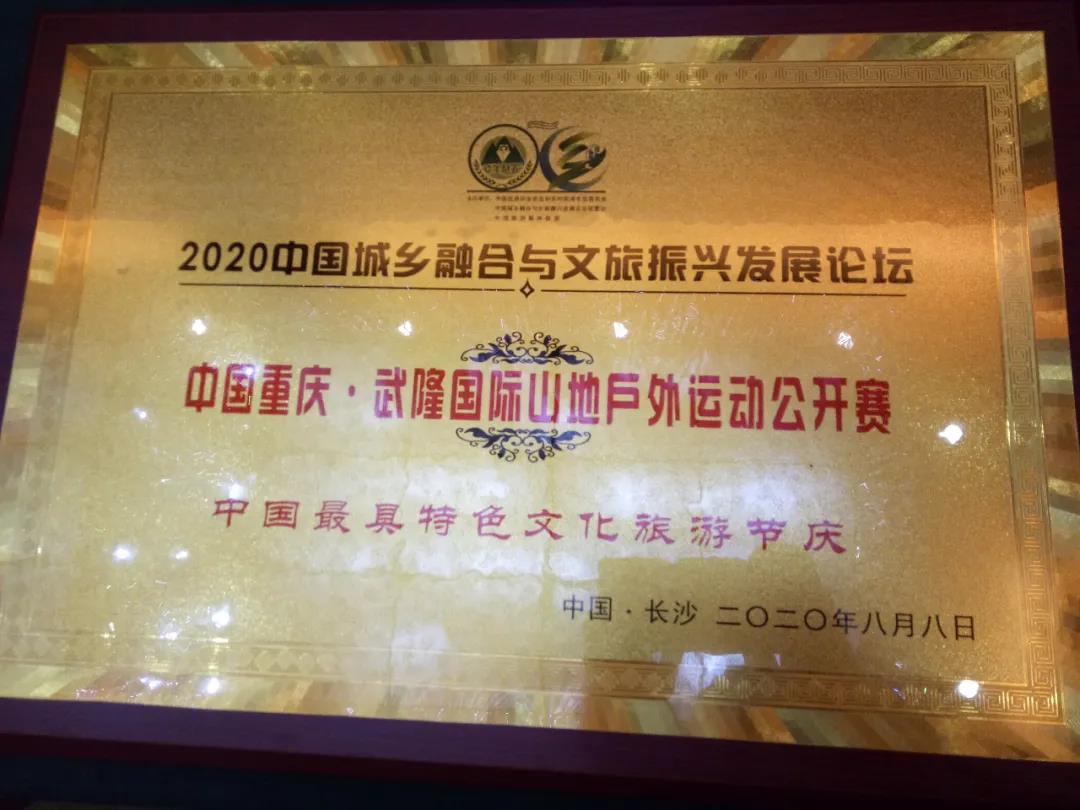 2020中国城乡融合与文旅振兴发展论坛
中国重庆·武隆国际山地户外运动公开赛
中国最具特色文化旅游节庆
中国·长沙 二〇二〇年八月八日